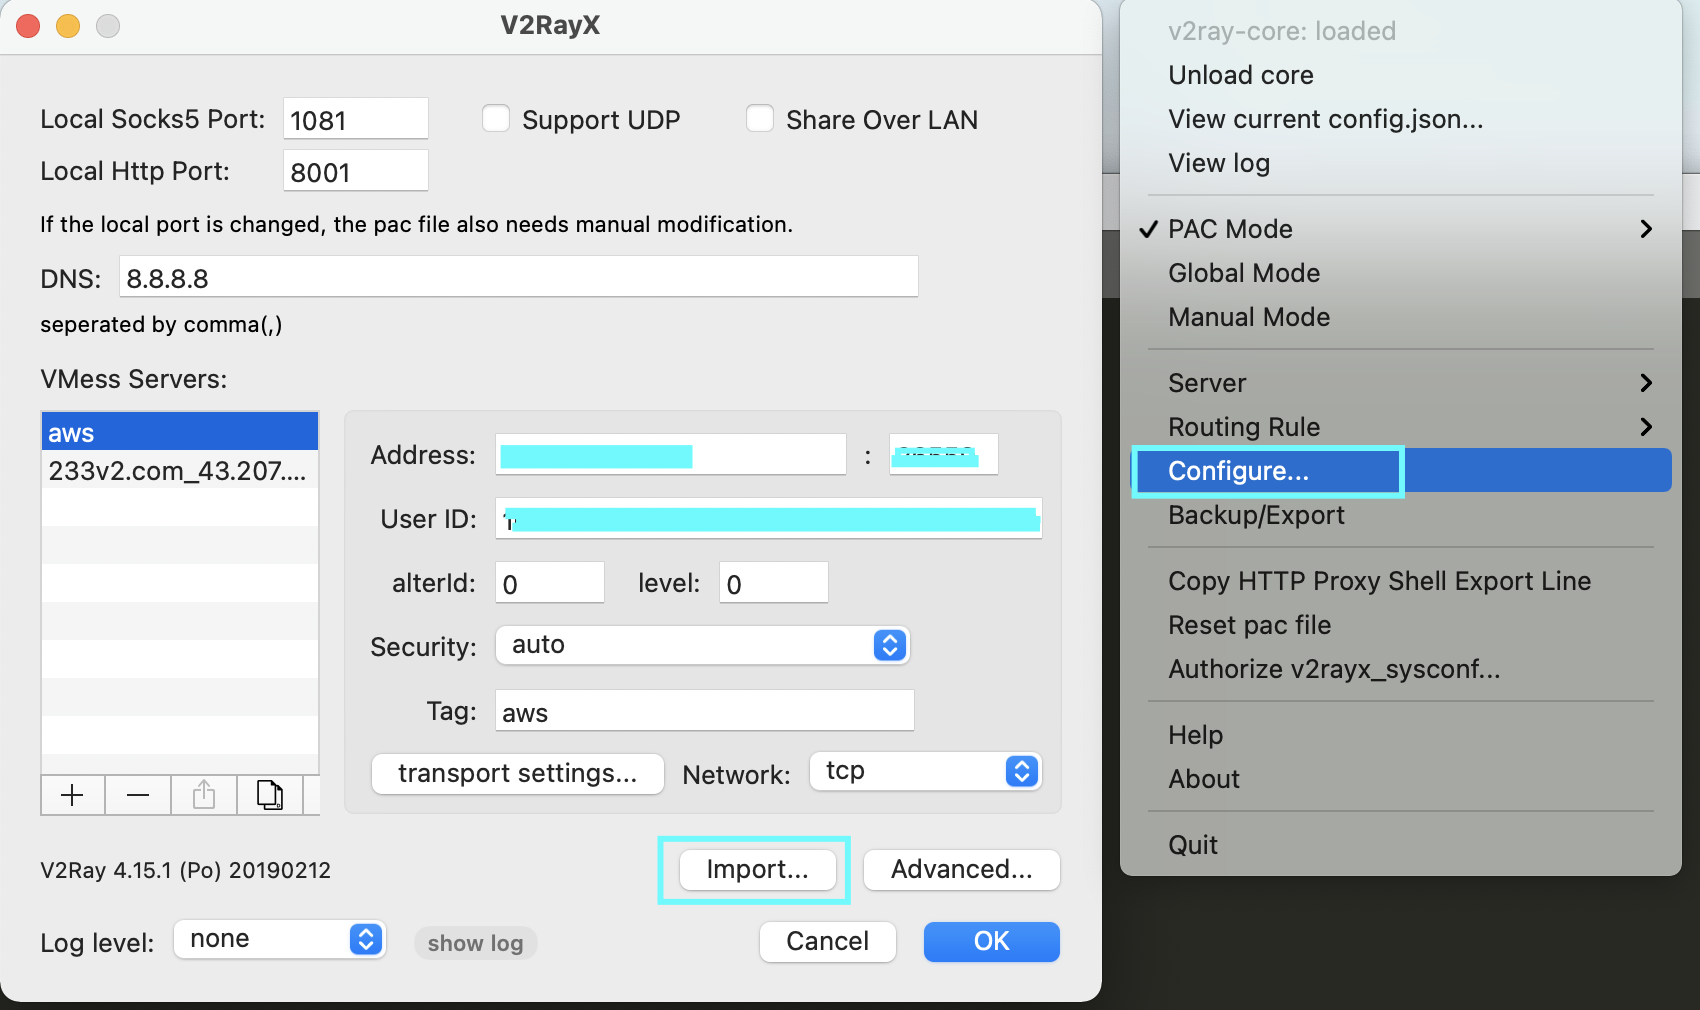 V2RayX
Local Socks5 Port: 1081 Support UDP Share Over LAN
Local Http Port: 8001
If the local port is changed, the pac file also needs manual modification.
DNS: 8.8.8.8
seperated by comma(,)
VMess Servers:
aws
233v2.com_43.207....
Address: :
User ID:
alterId: 0 level: 0
Security: auto
Tag: aws
transport settings... Network: tcp
V2Ray 4.15.1 (Po) 20190212
Import... Advanced...
Log level: none show log Cancel OK
v2ray-core: loaded
Unload core
View current config.json...
View log
PAC Mode
Global Mode
Manual Mode
Server
Routing Rule
Configure...
Backup/Export
Copy HTTP Proxy Shell Export Line
Reset pac file
Authorize v2rayx_sysconf...
Help
About
Quit